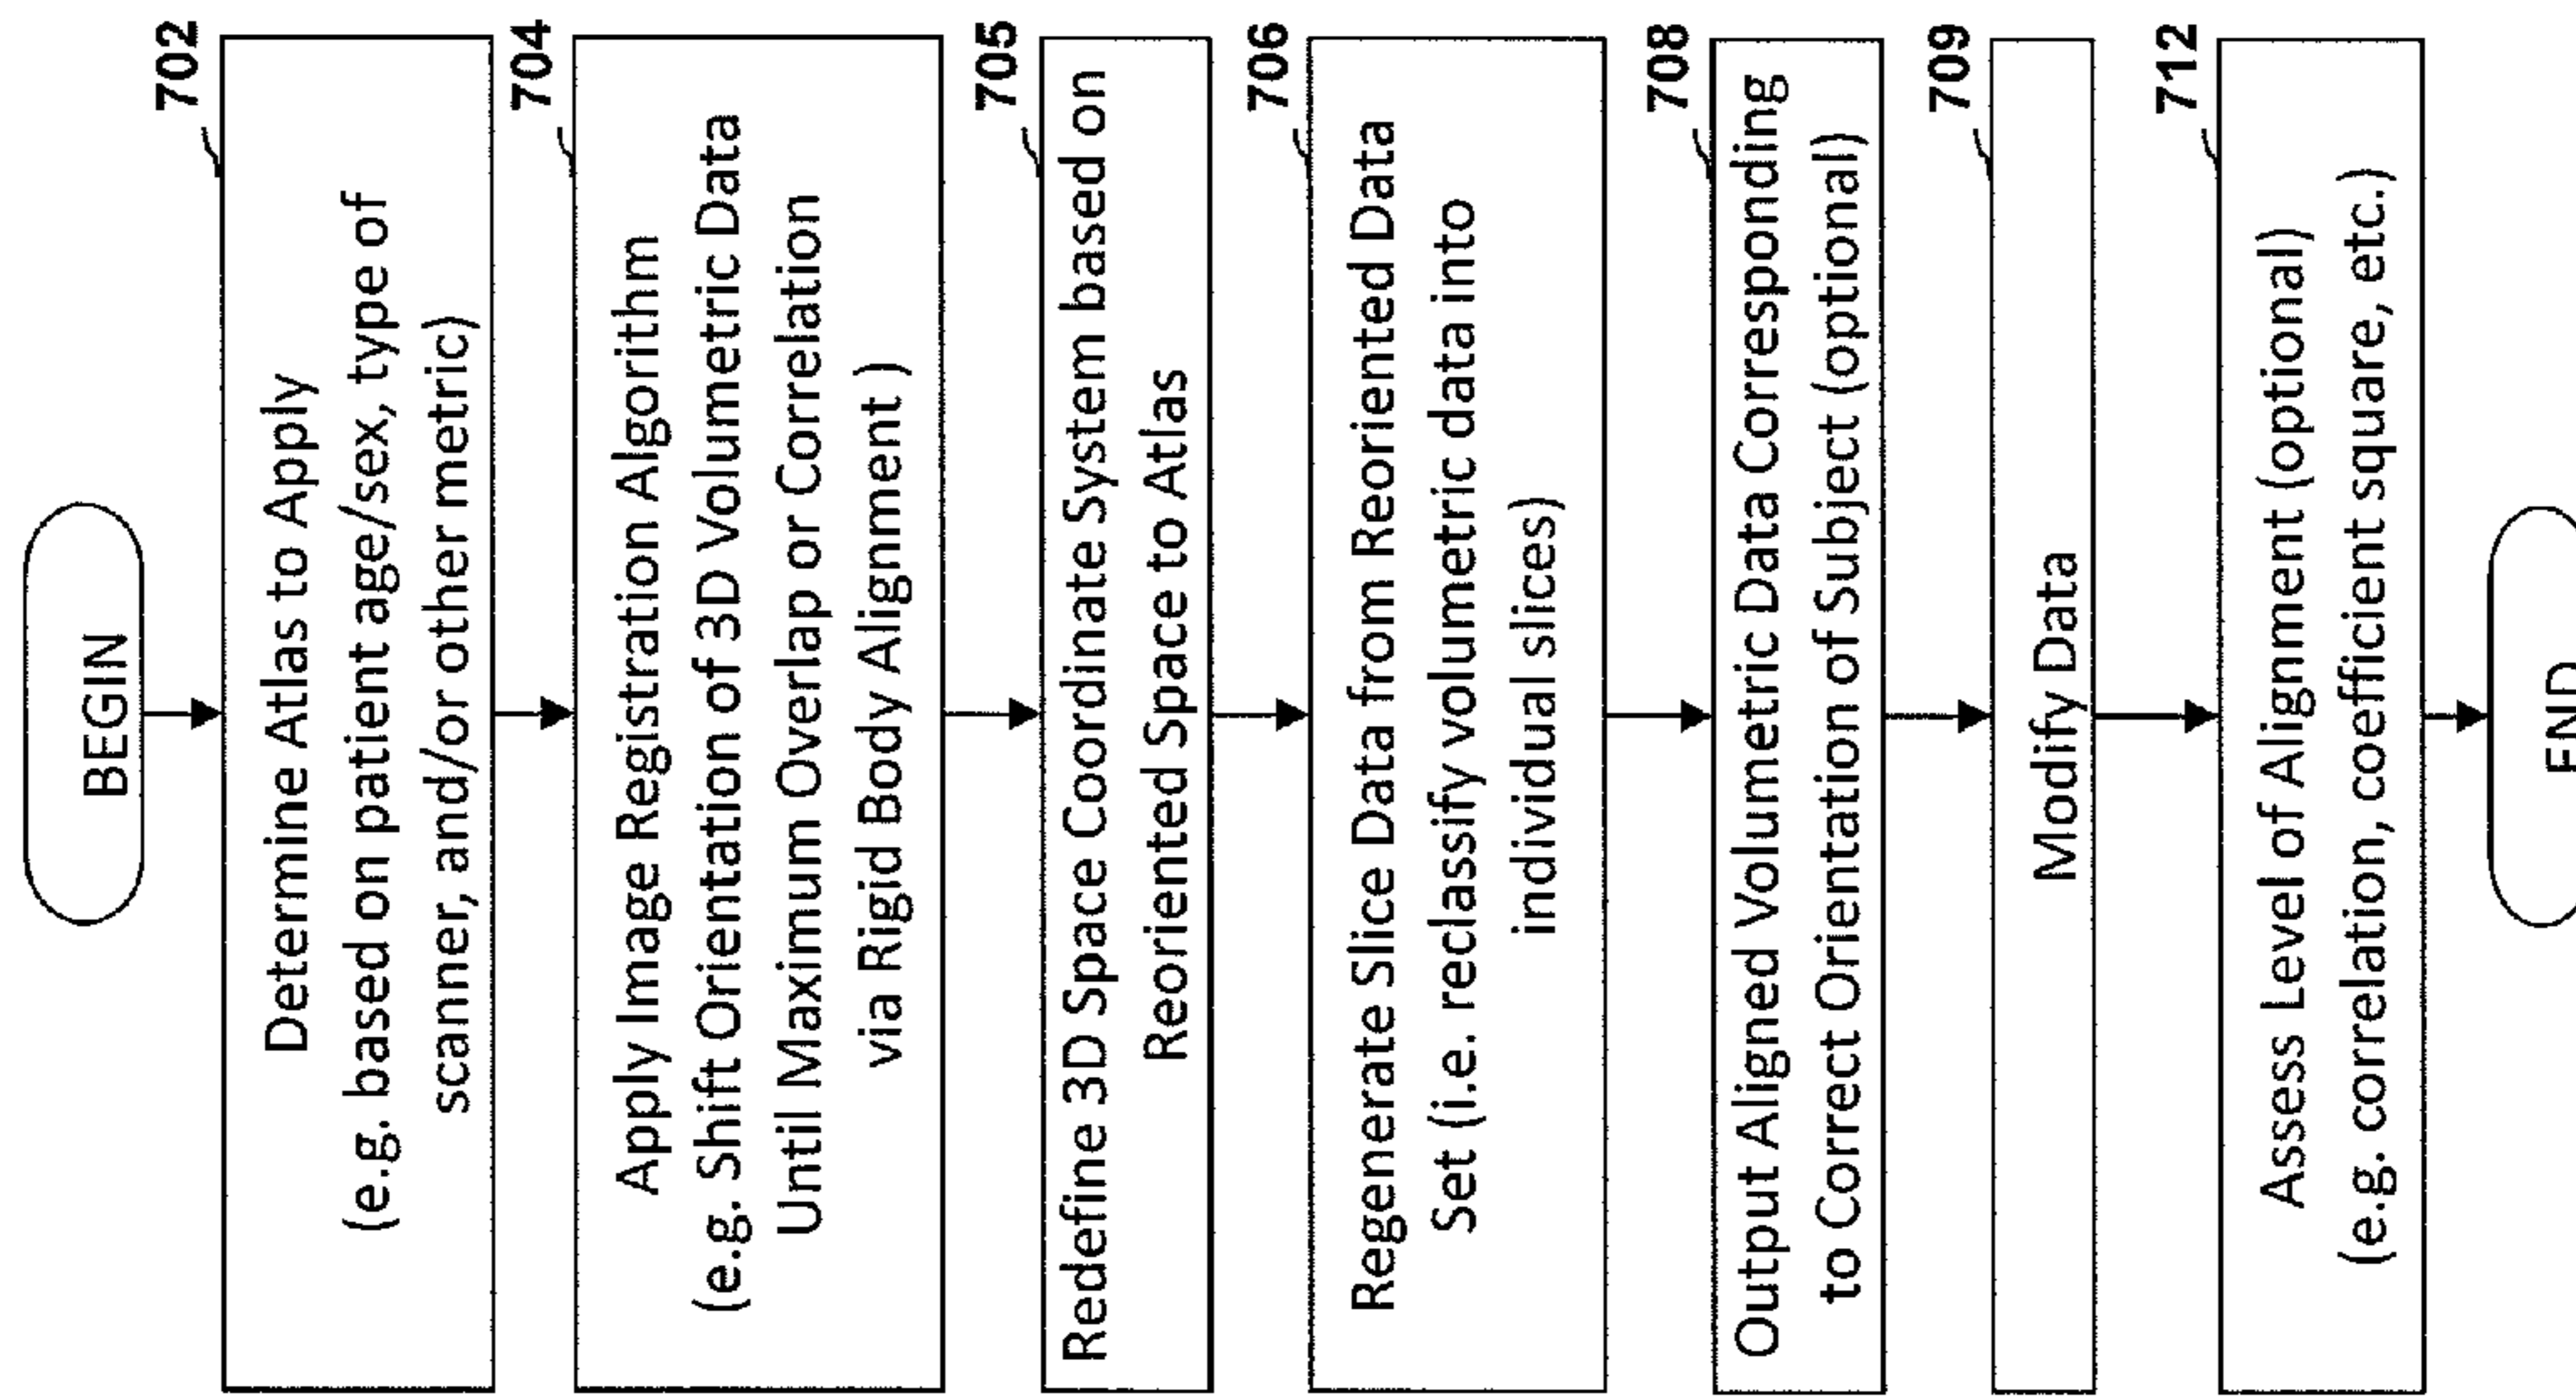 BEGIN
702
Determine Atlas to Apply
(e.g. based on patient age/sex, type of
scanner, and/or other metric)
704
Apply Image Registration Algorithm
(e.g. Shift Orientation of 3D Volumetric Data
Until Maximum Overlap or Correlation
via Rigid Body Alignment )
705
Redefine 3D Space Coordinate System based on
Reoriented Space to Atlas
706
Regenerate Slice Data from Reoriented Data
Set (i.e. reclassify volumetric data into
individual slices)
708
Output Aligned Volumetric Data Corresponding
to Correct Orientation of Subject (optional)
709
Modify Data
712
Assess Level of Alignment (optional)
(e.g. correlation, coefficient square, etc.)
END